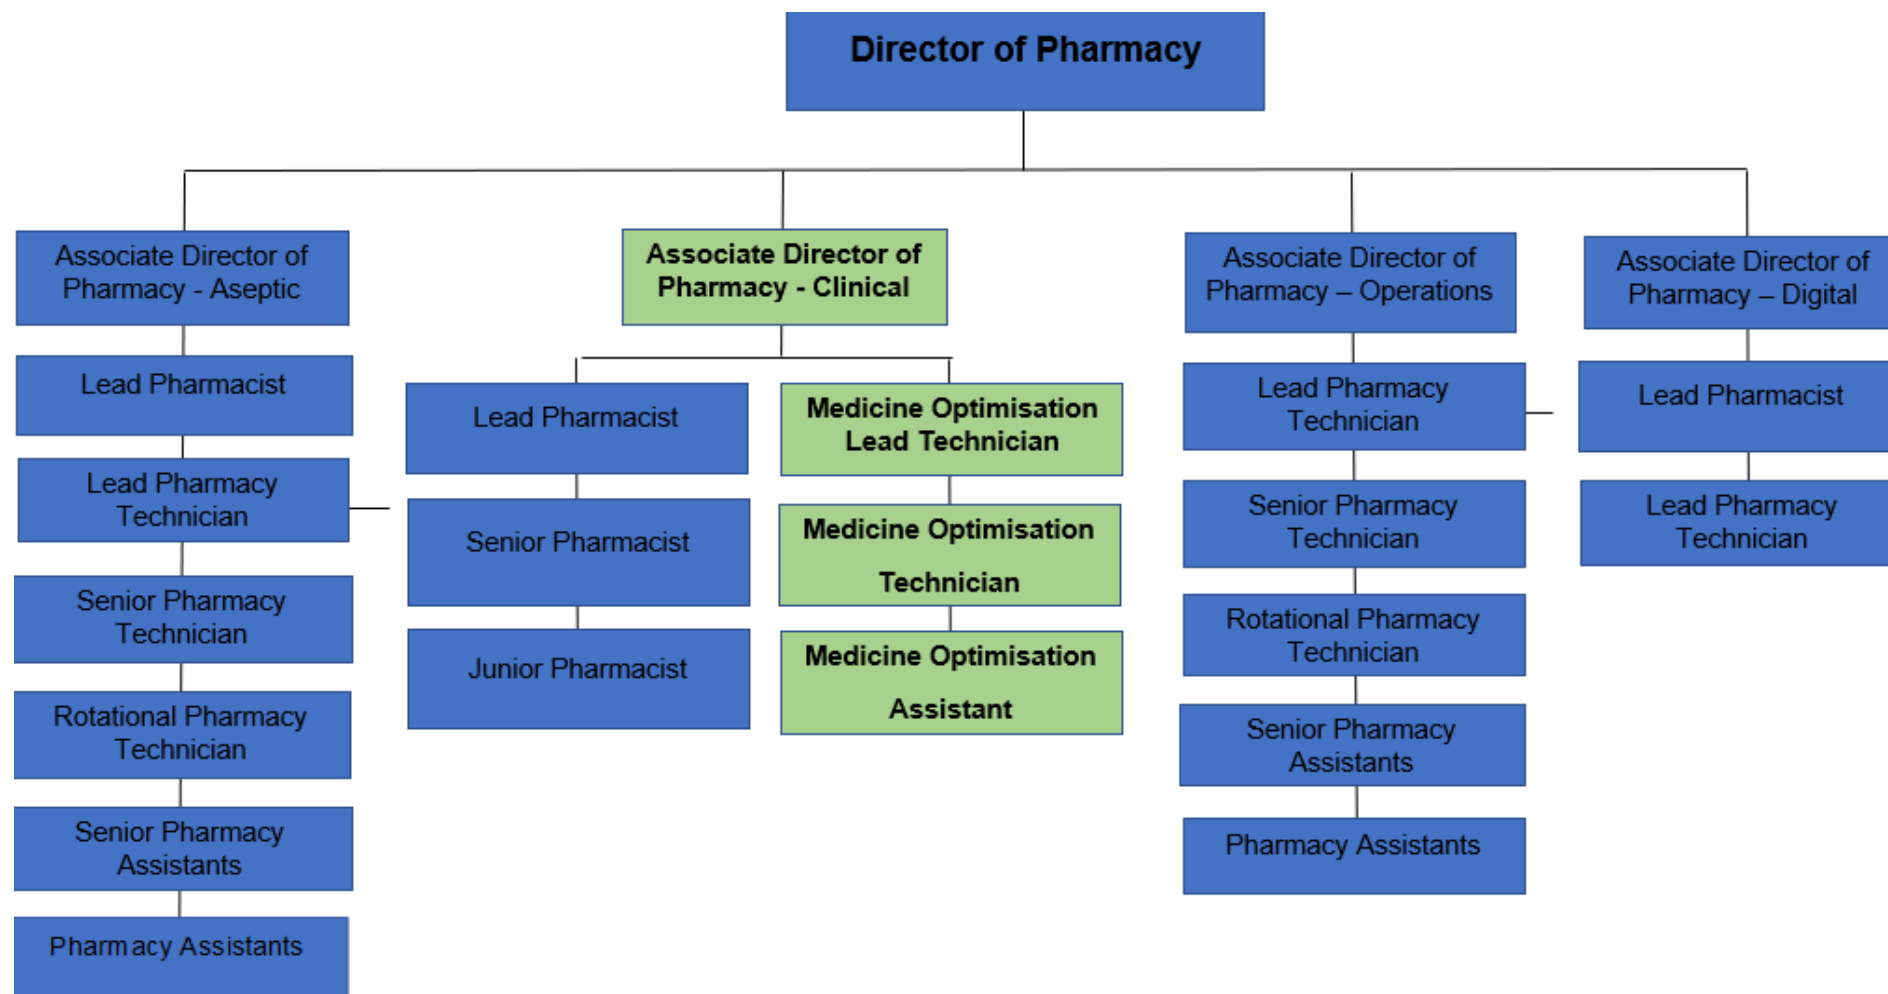 Director of Pharmacy
Associate Director of
Pharmacy - Aseptic
Lead Pharmacist
Lead Pharmacy
Technician
Senior Pharmacy
Technician
Rotational Pharmacy
Technician
Senior Pharmacy
Assistants
Pharmacy Assistants
Associate Director of
Pharmacy - Clinical
Lead Pharmacist
Senior Pharmacist
Junior Pharmacist
Medicine Optimisation
Lead Technician
Medicine Optimisation
Technician
Medicine Optimisation
Assistant
Associate Director of
Pharmacy – Operations
Lead Pharmacy
Technician
Senior Pharmacy
Technician
Rotational Pharmacy
Technician
Senior Pharmacy
Assistants
Pharmacy Assistants
Associate Director of
Pharmacy – Digital
Lead Pharmacist
Lead Pharmacy
Technician